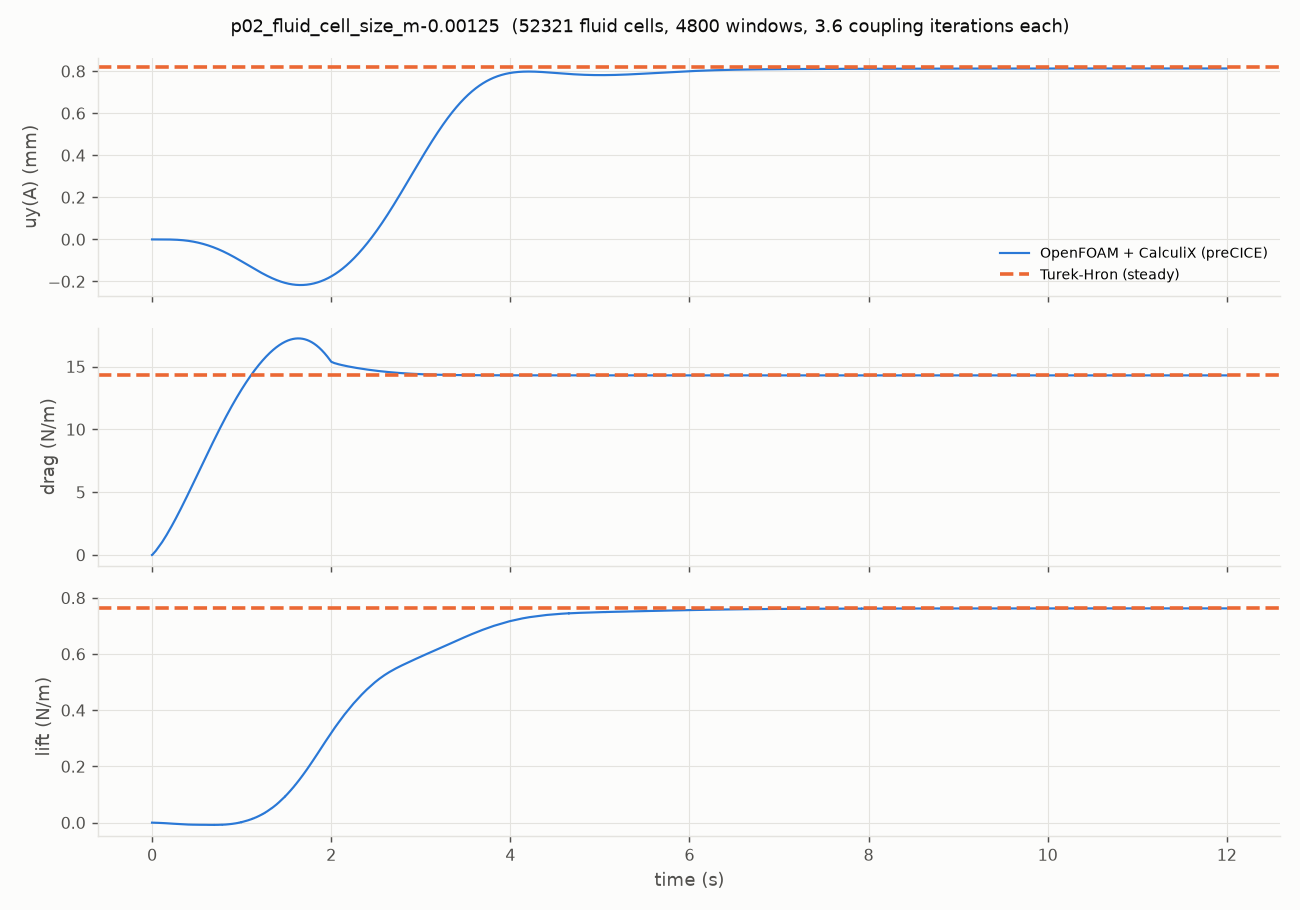 p02_fluid_cell_size_m-0.00125  (52321 fluid cells, 4800 windows, 3.6 coupling iterations each)
uy(A) (mm)
0.8
0.6
0.4
0.2
0.0
−0.2
OpenFOAM + CalculiX (preCICE)
Turek-Hron (steady)
drag (N/m)
15
10
5
0
lift (N/m)
0.8
0.6
0.4
0.2
0.0
0 2 4 6 8 10 12
time (s)